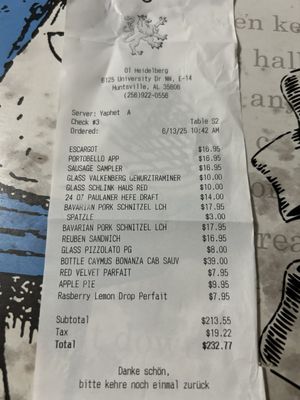 Ol Heidelberg
6125 University Dr NW, E-14
Huntsville, AL 35806
(256)922-0556
Server: Yaphet A
Check #3 Table S2
Ordered: 6/13/25 10:42 AM
ESCARGOT $16.95
PORTOBELLO APP $16.95
SAUSAGE SAMPLER $16.95
GLASS VALKENBERG GEWURZTRAMINER $10.00
GLASS SCHLINK HAUS RED $10.00
24 OZ PAULANER HEFE DRAFT $14.00
BAVARIAN PORK SCHNITZEL LCH $17.95
SPATZLE $3.00
BAVARIAN PORK SCHNITZEL LCH $17.95
REUBEN SANDWICH $16.95
GLASS PIZZOLATO PG $8.00
BOTTLE CAYMUS BONANZA CAB SAUV $39.00
RED VELVET PARFAIT $7.95
APPLE PIE $9.95
Rasberry Lemon Drop Perfait $7.95
Subtotal $213.55
Tax $19.22
Total $232.77
Danke schön,
bitte kehre noch einmal zurück